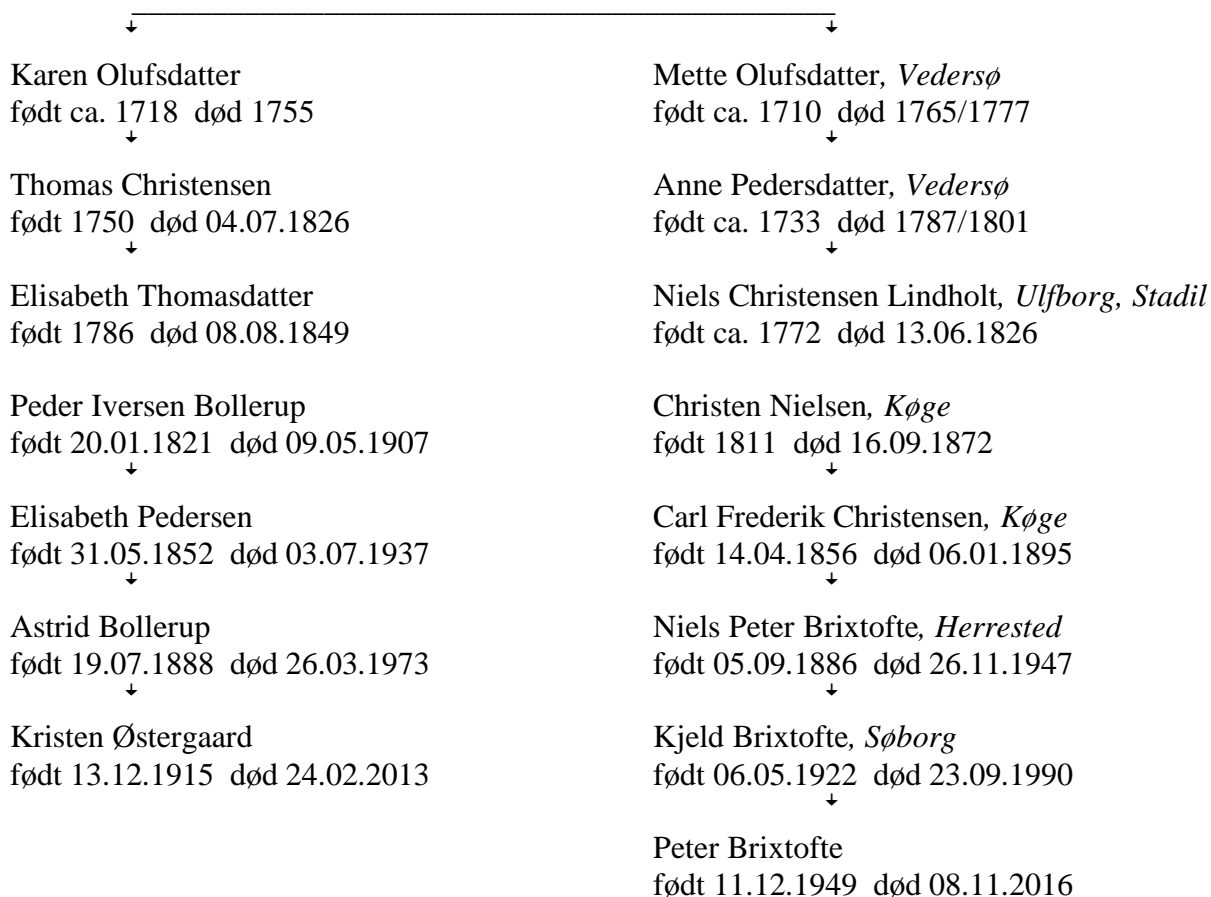 Karen Olufsdatter
født ca. 1718 død 1755
Thomas Christensen
født 1750 død 04.07.1826
Elisabeth Thomasdatter
født 1786 død 08.08.1849
Peder Iversen Bollerup
født 20.01.1821 død 09.05.1907
Elisabeth Pedersen
født 31.05.1852 død 03.07.1937
Astrid Bollerup
født 19.07.1888 død 26.03.1973
Kristen Østergaard
født 13.12.1915 død 24.02.2013
Mette Olufsdatter, Vedersø
født ca. 1710 død 1765/1777
Anne Pedersdatter, Vedersø
født ca. 1733 død 1787/1801
Niels Christensen Lindholt, Ulfborg, Stadil
født ca. 1772 død 13.06.1826
Christen Nielsen, Køge
født 1811 død 16.09.1872
Carl Frederik Christensen, Køge
født 14.04.1856 død 06.01.1895
Niels Peter Brixtofte, Herrested
født 05.09.1886 død 26.11.1947
Kjeld Brixtofte, Søborg
født 06.05.1922 død 23.09.1990
Peter Brixtofte
født 11.12.1949 død 08.11.2016